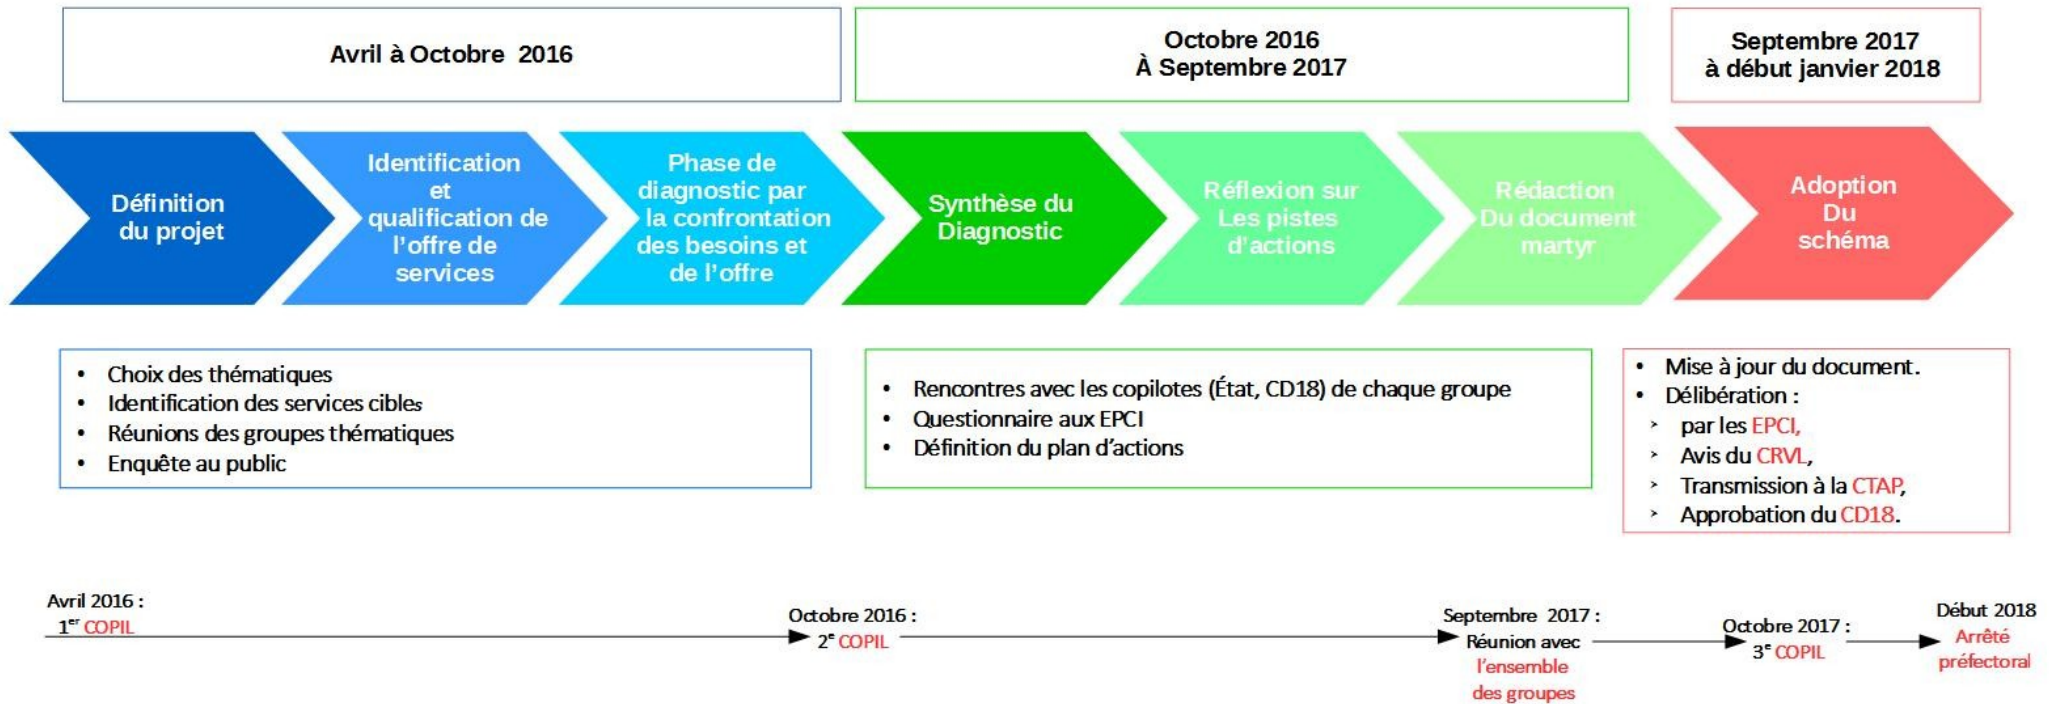 Avril à Octobre 2016
Octobre 2016
À Septembre 2017
Septembre 2017
à début janvier 2018
Définition
du projet
Identification
et
qualification de
l’offre de
services
Phase de
diagnostic par
la confrontation
des besoins et
de l’offre
Synthèse du
Diagnostic
Réflexion sur
Les pistes
d’actions
Rédaction
Du document
martyr
Adoption
Du
schéma
• Choix des thématiques
• Identification des services cibles
• Réunions des groupes thématiques
• Enquête au public
• Rencontres avec les copilotes (État, CD18) de chaque groupe
• Questionnaire aux EPCI
• Définition du plan d’actions
• Mise à jour du document.
• Délibération :
➢ par les EPCI,
➢ Avis du CRVL,
➢ Transmission à la CTAP,
➢ Approbation du CD18.
Avril 2016 :
1er COPIL
Octobre 2016 :
2e COPIL
Septembre 2017 :
Réunion avec
l’ensemble
des groupes
Octobre 2017 :
3e COPIL
Début 2018
Arrêté
préfectoral